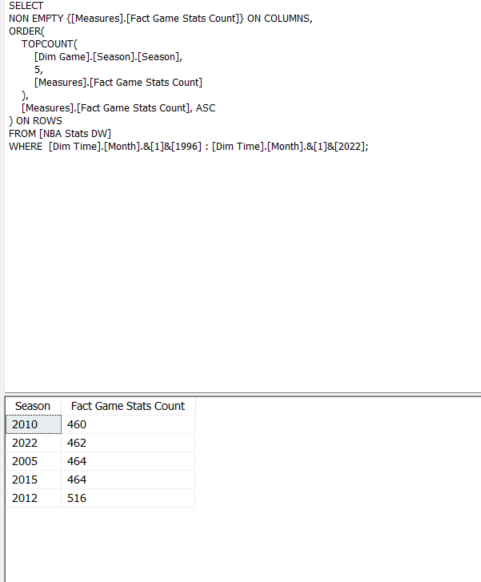 SELECT
NON EMPTY {[Measures].[Fact Game Stats Count]} ON COLUMNS,
ORDER(
TOPCOUNT(
[Dim Game].[Season].[Season],
5,
[Measures].[Fact Game Stats Count]
),
[Measures].[Fact Game Stats Count], ASC
) ON ROWS
FROM [NBA Stats DW]
WHERE  [Dim Time].[Month].&[1]&[1996] : [Dim Time].[Month].&[1]&[2022];
Season Fact Game Stats Count
2010 460
2022 462
2005 464
2015 464
2012 516